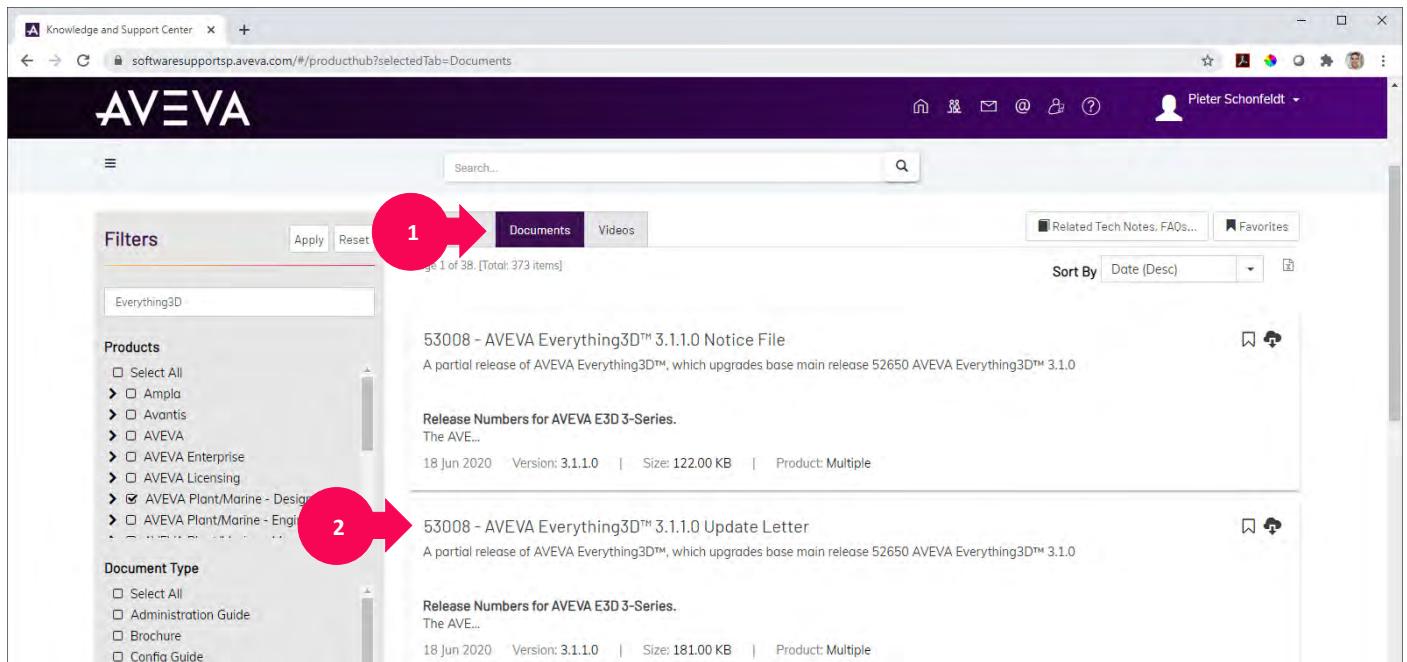 Knowledge and Support Center
softwaresupportsp.aveva.com/#/producthub?selectedTab=Documents
AVEVA
Pieter Schonfeldt
Search...
Filters
Apply
Reset
1
Documents
Videos
Related Tech Notes, FAQs...
Favorites
1 of 38. [Total: 373 items]
Sort By
Date (Desc)
Everything3D
Products
Select All
Ampla
Avantis
AVEVA
AVEVA Enterprise
AVEVA Licensing
AVEVA Plant/Marine - Design
AVEVA Plant/Marine - Engi
53008 - AVEVA Everything3D™ 3.1.1.0 Notice File
A partial release of AVEVA Everything3D™, which upgrades base main release 52650 AVEVA Everything3D™ 3.1.0
Release Numbers for AVEVA E3D 3-Series.
The AVE...
18 Jun 2020 Version: 3.1.1.0 | Size: 122.00 KB | Product: Multiple
2
53008 - AVEVA Everything3D™ 3.1.1.0 Update Letter
A partial release of AVEVA Everything3D™, which upgrades base main release 52650 AVEVA Everything3D™ 3.1.0
Release Numbers for AVEVA E3D 3-Series.
The AVE...
18 Jun 2020 Version: 3.1.1.0 | Size: 181.00 KB | Product: Multiple
Document Type
Select All
Administration Guide
Brochure
Config Guide